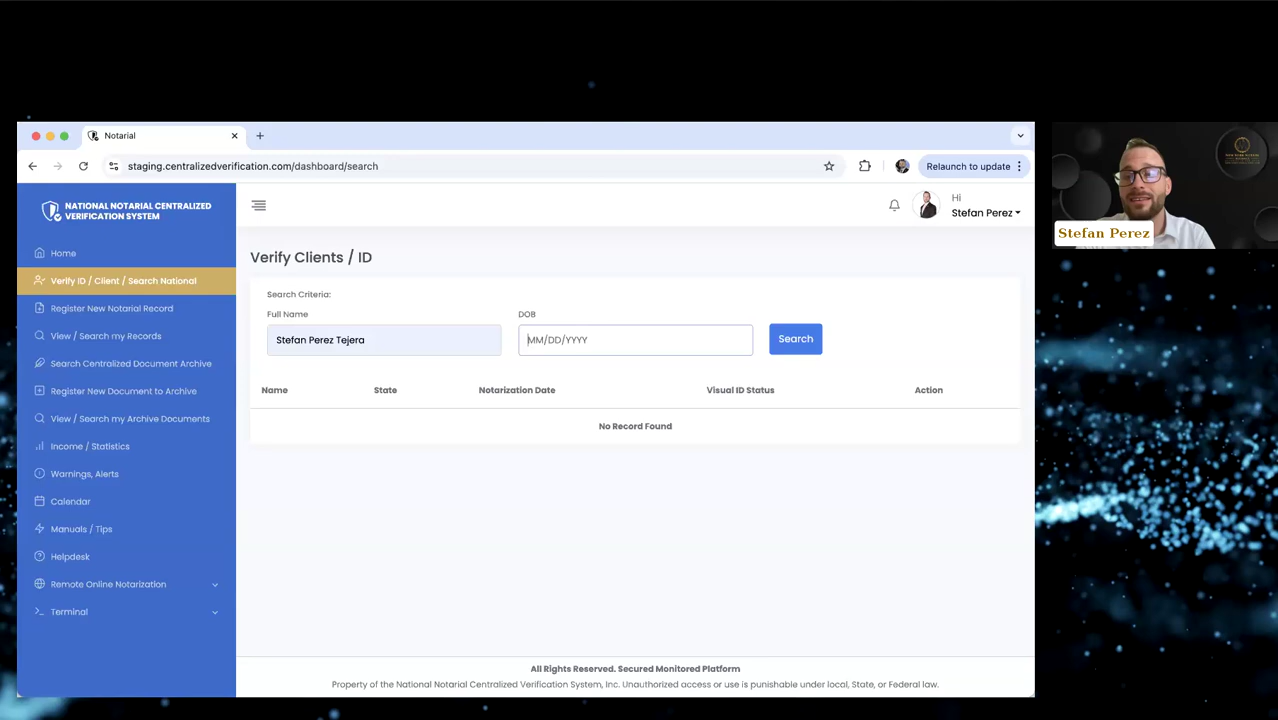 Notarial
staging.centralizedverification.com/dashboard/search
Relaunch to update
NATIONAL NOTARIAL CENTRALIZED
VERIFICATION SYSTEM
Home
Verify ID / Client / Search National
Register New Notarial Record
View / Search my Records
Search Centralized Document Archive
Register New Document to Archive
View / Search my Archive Documents
Income / Statistics
Warnings, Alerts
Calendar
Manuals / Tips
Helpdesk
Remote Online Notarization
Terminal
Hi
Stefan Perez
Verify Clients / ID
Search Criteria:
Full Name
DOB
Stefan Perez Tejera
MM/DD/YYYY
Search
Name State Notarization Date Visual ID Status Action
No Record Found
All Rights Reserved. Secured Monitored Platform
Property of the National Notarial Centralized Verification System, Inc. Unauthorized access or use is punishable under local, State, or Federal law.
Stefan Perez